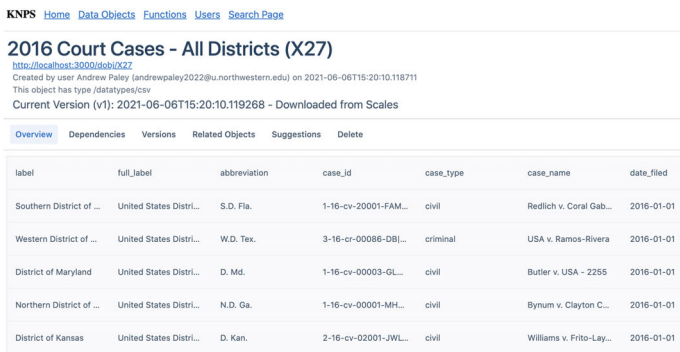 KNPS Home Data Objects Functions Users Search Page
2016 Court Cases - All Districts (X27)
http://localhost:3000/dobj/X27
Created by user Andrew Paley (andrewpaley2022@u.northwestern.edu) on 2021-06-06T15:20:10.118711
This object has type /datatypes/csv
Current Version (v1): 2021-06-06T15:20:10.119268 - Downloaded from Scales
Overview Dependencies Versions Related Objects Suggestions Delete
label full_label abbreviation case_id case_type case_name date_filed
Southern District of ... United States Distri... S.D. Fla. 1-16-cv-20001-FAM... civil Redlich v. Coral Gab... 2016-01-01
Western District of ... United States Distri... W.D. Tex. 3-16-cr-00086-DB|... criminal USA v. Ramos-Rivera 2016-01-01
District of Maryland United States Distri... D. Md. 1-16-cv-00003-GL... civil Butler v. USA - 2255 2016-01-01
Northern District of ... United States Distri... N.D. Ga. 1-16-cv-00001-MH... civil Bynum v. Clayton C... 2016-01-01
District of Kansas United States Distri... D. Kan. 2-16-cv-02001-JWL... civil Williams v. Frito-Lay... 2016-01-01